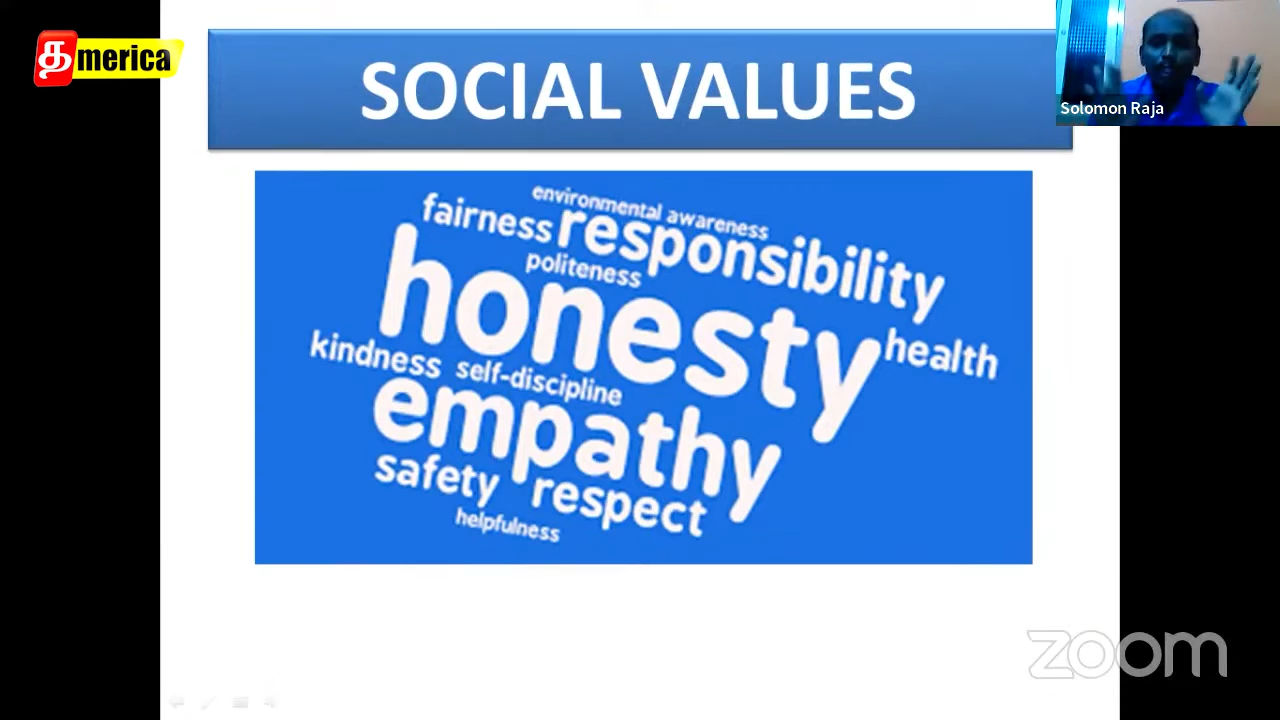 தmerica
SOCIAL VALUES
Solomon Raja
environmental awareness
fairness responsibility
politeness
honesty
health
kindness self-discipline
empathy
safety respect
helpfulness
zoom